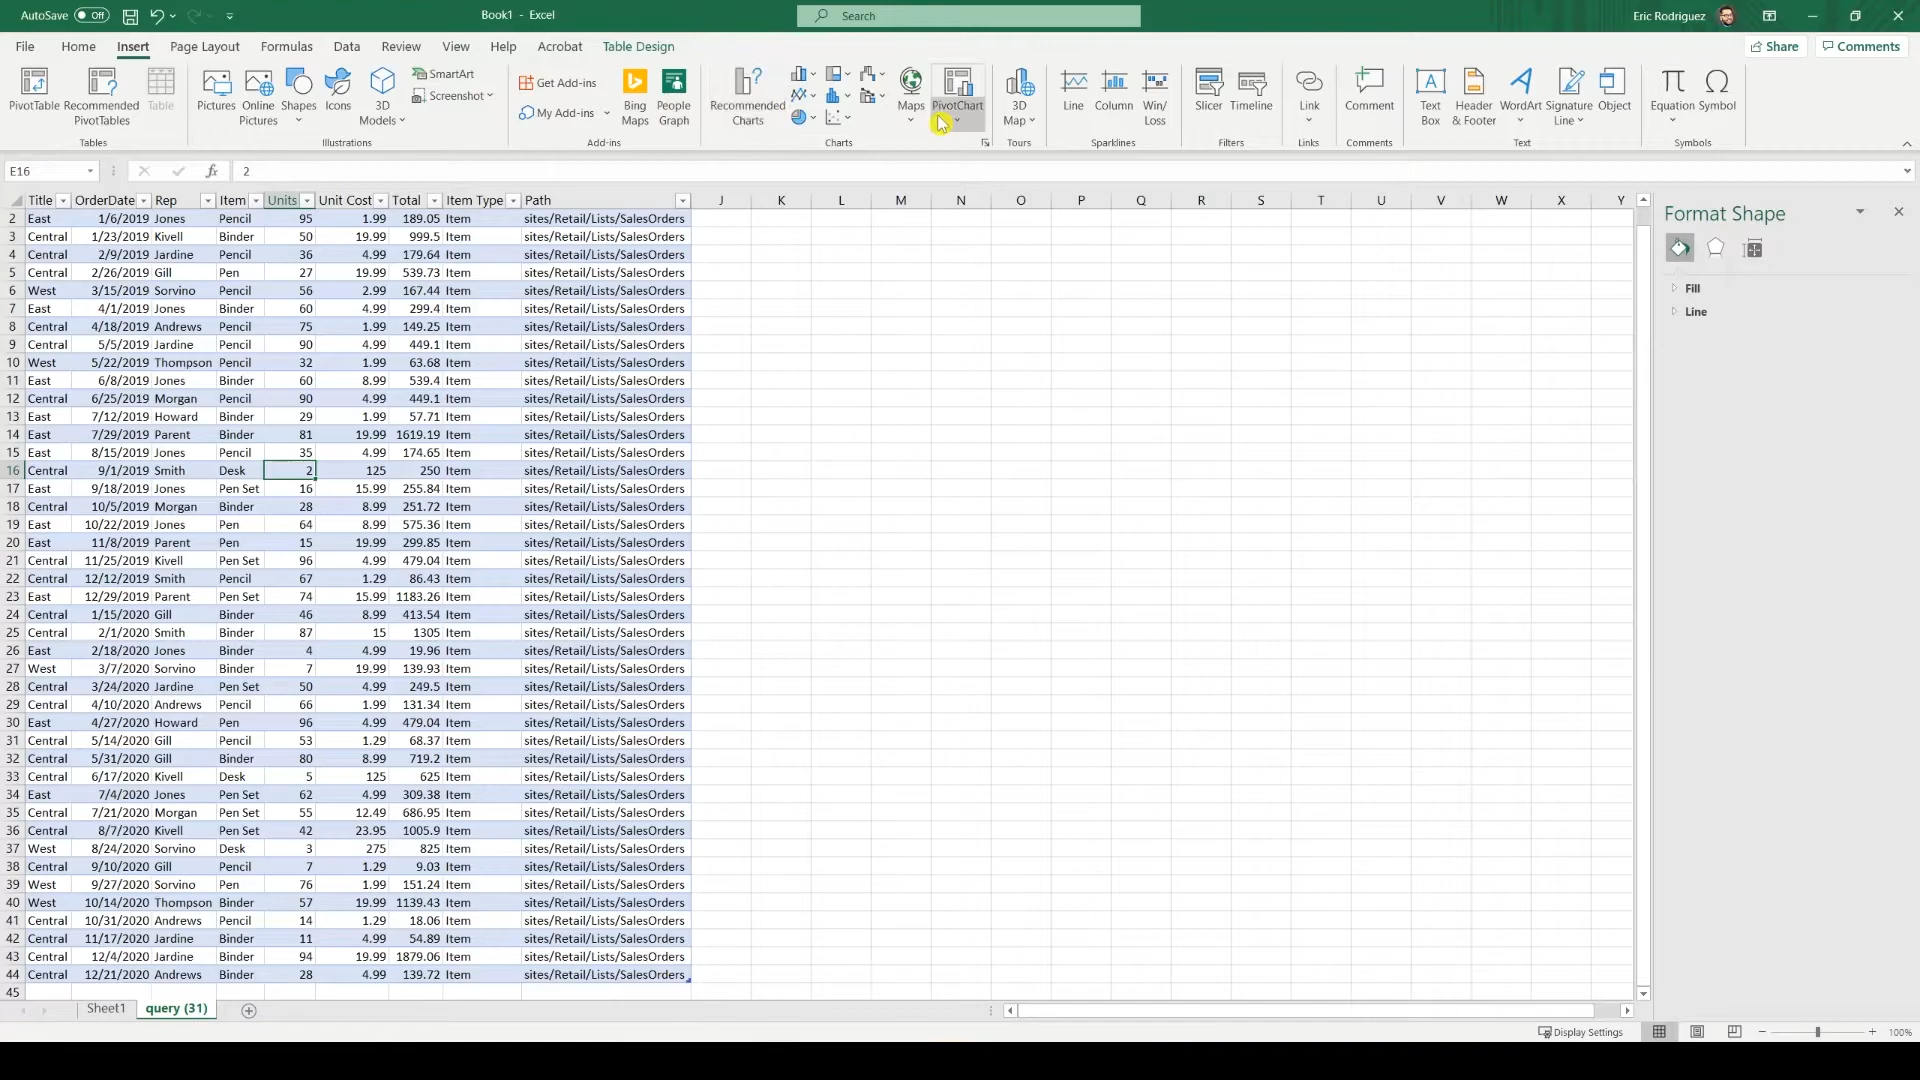 AutoSave Off Book1 - Excel Search Eric Rodriguez
File Home Insert Page Layout Formulas Data Review View Help Acrobat Table Design Share Comments
PivotTable Recommended PivotTables Table Pictures Online Pictures Shapes Icons 3D Models SmartArt Screenshot Get Add-ins My Add-ins Bing Maps People Graph Recommended Charts Maps PivotChart 3D Map Line Column Win/Loss Slicer Timeline Link Comment Text Box Header & Footer WordArt Signature Line Object Equation Symbol
Tables Illustrations Add-ins Charts Tours Sparklines Filters Links Comments Text Symbols
E16 fx 2
Title OrderDate Rep Item Units Unit Cost Total Item Type Path J K L M N O P Q R S T U V W X Y
2 East 1/6/2019 Jones Pencil 95 1.99 189.05 Item sites/Retail/Lists/SalesOrders
3 Central 1/23/2019 Kivell Binder 50 19.99 999.5 Item sites/Retail/Lists/SalesOrders
4 Central 2/9/2019 Jardine Pencil 36 4.99 179.64 Item sites/Retail/Lists/SalesOrders
5 Central 2/26/2019 Gill Pen 27 19.99 539.73 Item sites/Retail/Lists/SalesOrders
6 West 3/15/2019 Sorvino Pencil 56 2.99 167.44 Item sites/Retail/Lists/SalesOrders
7 East 4/1/2019 Jones Binder 60 4.99 299.4 Item sites/Retail/Lists/SalesOrders
8 Central 4/18/2019 Andrews Pencil 75 1.99 149.25 Item sites/Retail/Lists/SalesOrders
9 Central 5/5/2019 Jardine Pencil 90 4.99 449.1 Item sites/Retail/Lists/SalesOrders
10 West 5/22/2019 Thompson Pencil 32 1.99 63.68 Item sites/Retail/Lists/SalesOrders
11 East 6/8/2019 Jones Binder 60 8.99 539.4 Item sites/Retail/Lists/SalesOrders
12 Central 6/25/2019 Morgan Pencil 90 4.99 449.1 Item sites/Retail/Lists/SalesOrders
13 East 7/12/2019 Howard Binder 29 1.99 57.71 Item sites/Retail/Lists/SalesOrders
14 East 7/29/2019 Parent Binder 81 19.99 1619.19 Item sites/Retail/Lists/SalesOrders
15 East 8/15/2019 Jones Pencil 35 4.99 174.65 Item sites/Retail/Lists/SalesOrders
16 Central 9/1/2019 Smith Desk 2 125 250 Item sites/Retail/Lists/SalesOrders
17 East 9/18/2019 Jones Pen Set 16 15.99 255.84 Item sites/Retail/Lists/SalesOrders
18 Central 10/5/2019 Morgan Binder 28 8.99 251.72 Item sites/Retail/Lists/SalesOrders
19 East 10/22/2019 Jones Pen 64 8.99 575.36 Item sites/Retail/Lists/SalesOrders
20 East 11/8/2019 Parent Pen 15 19.99 299.85 Item sites/Retail/Lists/SalesOrders
21 Central 11/25/2019 Kivell Pen Set 96 4.99 479.04 Item sites/Retail/Lists/SalesOrders
22 Central 12/12/2019 Smith Pencil 67 1.29 86.43 Item sites/Retail/Lists/SalesOrders
23 East 12/29/2019 Parent Pen Set 74 15.99 1183.26 Item sites/Retail/Lists/SalesOrders
24 Central 1/15/2020 Gill Binder 46 8.99 413.54 Item sites/Retail/Lists/SalesOrders
25 Central 2/1/2020 Smith Binder 87 15 1305 Item sites/Retail/Lists/SalesOrders
26 East 2/18/2020 Jones Binder 4 4.99 19.96 Item sites/Retail/Lists/SalesOrders
27 West 3/7/2020 Sorvino Binder 7 19.99 139.93 Item sites/Retail/Lists/SalesOrders
28 Central 3/24/2020 Jardine Pen Set 50 4.99 249.5 Item sites/Retail/Lists/SalesOrders
29 Central 4/10/2020 Andrews Pencil 66 1.99 131.34 Item sites/Retail/Lists/SalesOrders
30 East 4/27/2020 Howard Pen 96 4.99 479.04 Item sites/Retail/Lists/SalesOrders
31 Central 5/14/2020 Gill Pencil 53 1.29 68.37 Item sites/Retail/Lists/SalesOrders
32 Central 5/31/2020 Gill Binder 80 8.99 719.2 Item sites/Retail/Lists/SalesOrders
33 Central 6/17/2020 Kivell Desk 5 125 625 Item sites/Retail/Lists/SalesOrders
34 East 7/4/2020 Jones Pen Set 62 4.99 309.38 Item sites/Retail/Lists/SalesOrders
35 Central 7/21/2020 Morgan Pen Set 55 12.49 686.95 Item sites/Retail/Lists/SalesOrders
36 Central 8/7/2020 Kivell Pen Set 42 23.95 1005.9 Item sites/Retail/Lists/SalesOrders
37 West 8/24/2020 Sorvino Desk 3 275 825 Item sites/Retail/Lists/SalesOrders
38 Central 9/10/2020 Gill Pencil 7 1.29 9.03 Item sites/Retail/Lists/SalesOrders
39 West 9/27/2020 Sorvino Pen 76 1.99 151.24 Item sites/Retail/Lists/SalesOrders
40 West 10/14/2020 Thompson Binder 57 19.99 1139.43 Item sites/Retail/Lists/SalesOrders
41 Central 10/31/2020 Andrews Pencil 14 1.29 18.06 Item sites/Retail/Lists/SalesOrders
42 Central 11/17/2020 Jardine Binder 11 4.99 54.89 Item sites/Retail/Lists/SalesOrders
43 Central 12/4/2020 Jardine Binder 94 19.99 1879.06 Item sites/Retail/Lists/SalesOrders
44 Central 12/21/2020 Andrews Binder 28 4.99 139.72 Item sites/Retail/Lists/SalesOrders
45
Format Shape
Fill
Line
Sheet1 query (31)
Display Settings 100%